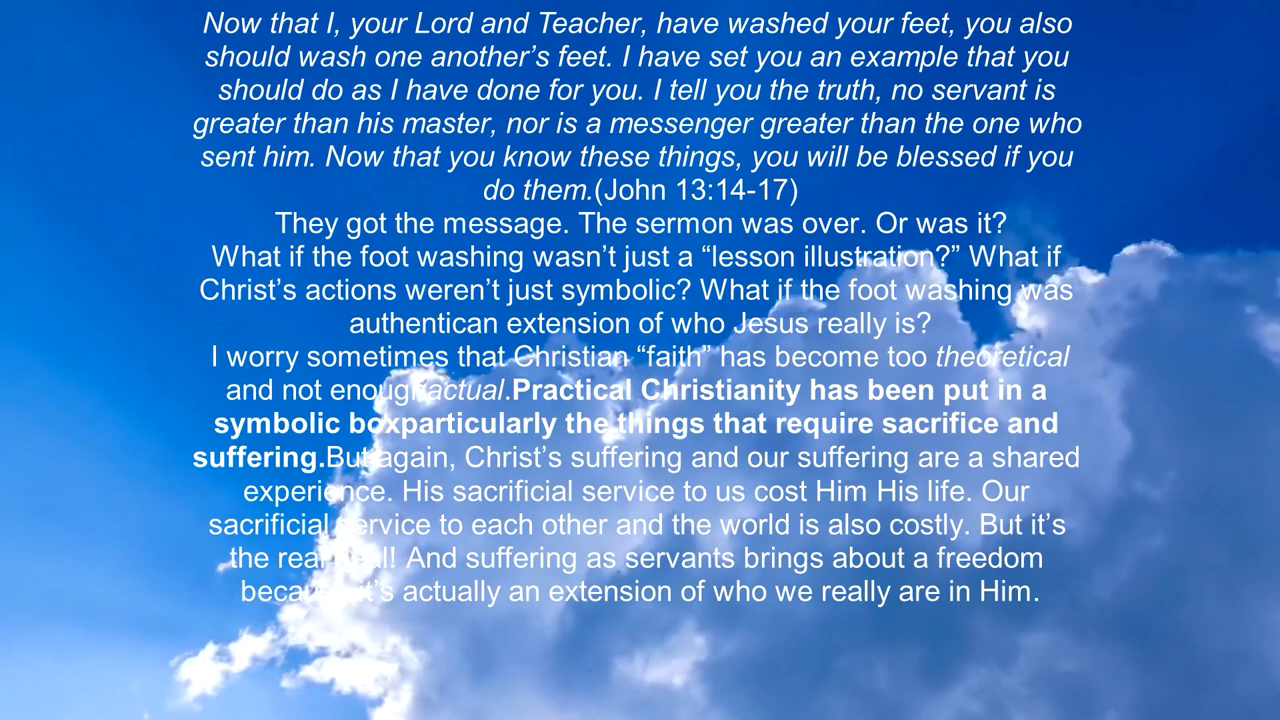 Now that I, your Lord and Teacher, have washed your feet, you also
should wash one another’s feet. I have set you an example that you
should do as I have done for you. I tell you the truth, no servant is
greater than his master, nor is a messenger greater than the one who
sent him. Now that you know these things, you will be blessed if you
do them.(John 13:14-17)
They got the message. The sermon was over. Or was it?
What if the foot washing wasn’t just a “lesson illustration?” What if
Christ’s actions weren’t just symbolic? What if the foot washing was
authentican extension of who Jesus really is?
I worry sometimes that Christian “faith” has become too theoretical
and not enough actual.Practical Christianity has been put in a
symbolic boxparticularly the things that require sacrifice and
suffering.But again, Christ’s suffering and our suffering are a shared
experience. His sacrificial service to us cost Him His life. Our
sacrificial service to each other and the world is also costly. But it’s
the real deal! And suffering as servants brings about a freedom
because it’s actually an extension of who we really are in Him.